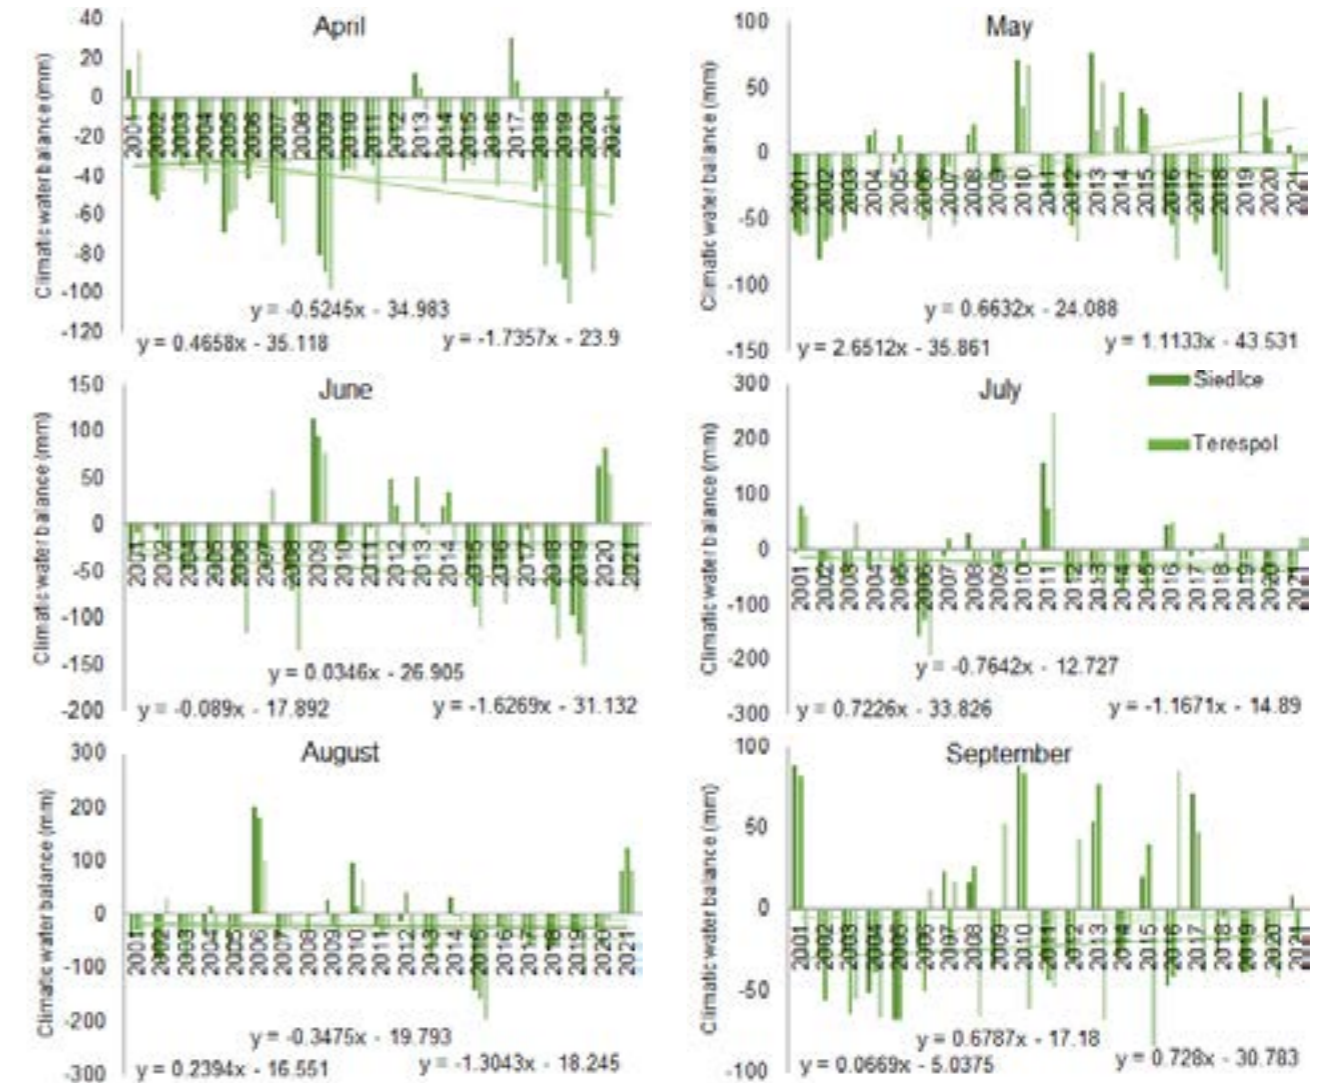 April
Climatic water balance (mm)
40
20
0
-20
-40
-60
-80
-100
-120
2001 2002 2003 2004 2005 2006 2007 2008 2009 2010 2011 2012 2013 2014 2015 2016 2017 2018 2019 2020 2021
y = -0.5245x - 34.983
y = 0.4658x - 35.118
y = -1.7357x - 23.9
May
Climatic water balance (mm)
100
50
0
-50
-100
-150
2001 2002 2003 2004 2005 2006 2007 2008 2009 2010 2011 2012 2013 2014 2015 2016 2017 2018 2019 2020 2021
y = 0.6632x - 24.088
y = 2.6512x - 35.861
y = 1.1133x - 43.531
June
Climatic water balance (mm)
150
100
50
0
-50
-100
-150
-200
2001 2002 2003 2004 2005 2006 2007 2008 2009 2010 2011 2012 2013 2014 2015 2016 2017 2018 2019 2020 2021
y = 0.0346x - 26.905
y = -0.089x - 17.892
y = -1.6269x - 31.132
July
Siedlce
Terespol
Climatic water balance (mm)
300
200
100
0
-100
-200
-300
2001 2002 2003 2004 2005 2006 2007 2008 2009 2010 2011 2012 2013 2014 2015 2016 2017 2018 2019 2020 2021
y = -0.7642x - 12.727
y = 0.7226x - 33.826
y = -1.1671x - 14.89
August
Climatic water balance (mm)
300
200
100
0
-100
-200
-300
2001 2002 2003 2004 2005 2006 2007 2008 2009 2010 2011 2012 2013 2014 2015 2016 2017 2018 2019 2020 2021
y = -0.3475x - 19.793
y = 0.2394x - 16.551
y = -1.3043x - 18.245
September
Climatic water balance (mm)
100
50
0
-50
-100
2001 2002 2003 2004 2005 2006 2007 2008 2009 2010 2011 2012 2013 2014 2015 2016 2017 2018 2019 2020 2021
y = 0.6787x - 17.18
y = 0.0669x - 5.0375
y = 0.728x - 30.783